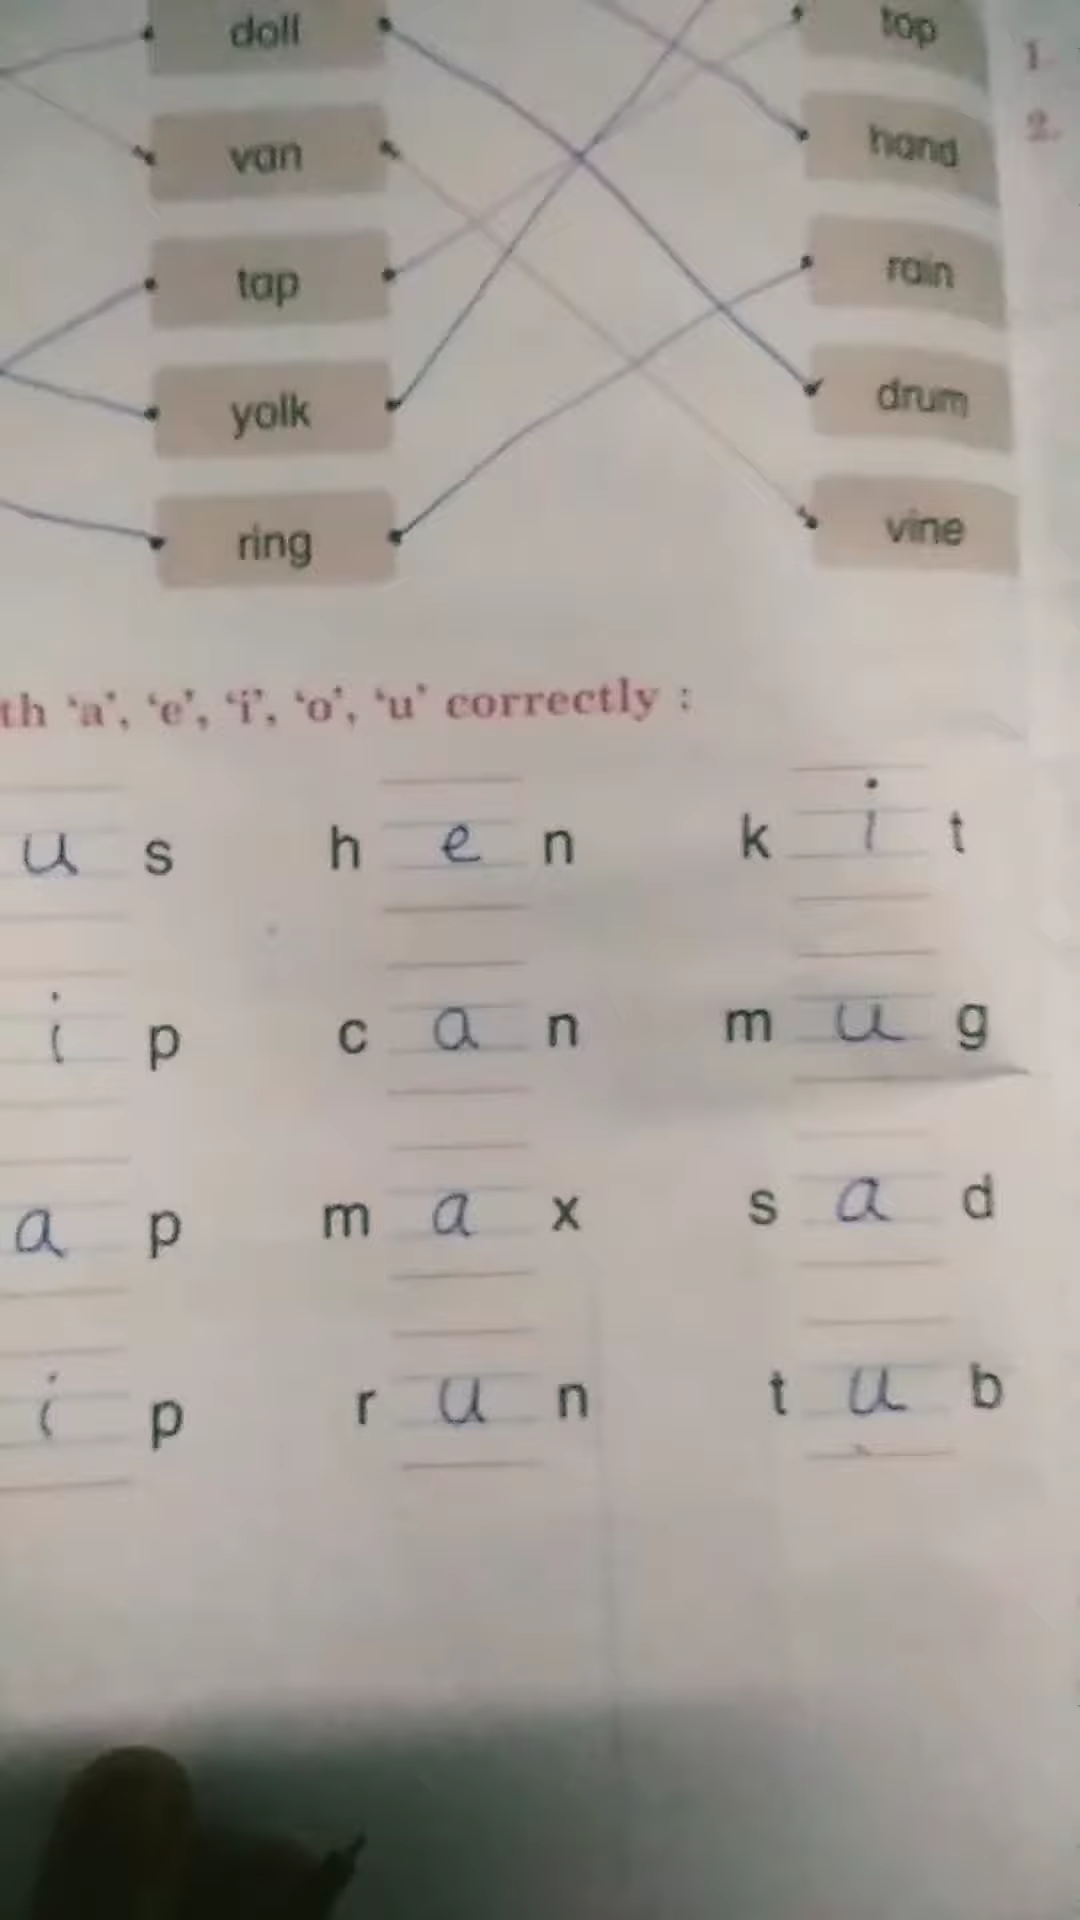 doll top 1.
van hand 2.
tap rain
yolk drum
ring vine
th 'a', 'e', 'i', 'o', 'u' correctly :
u s h e n k i t
i p c a n m u g
a p m a x s a d
i p r u n t u b